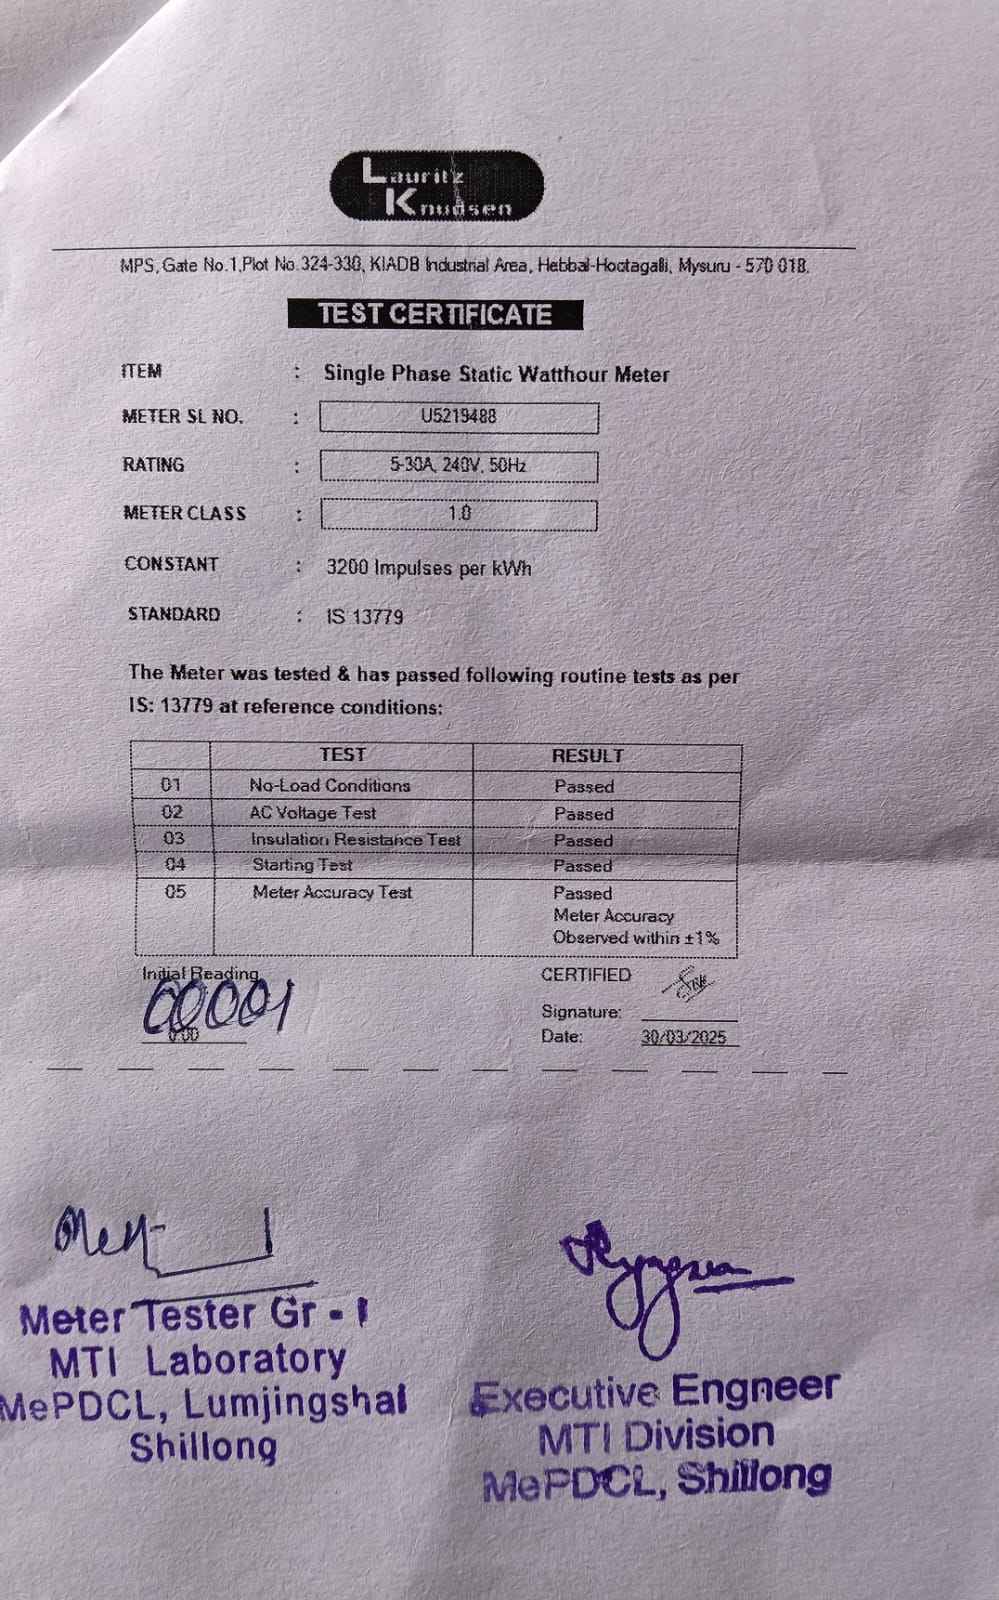 Lauritz
Knudsen
MPS, Gate No.1,Plot No.324-330, KIADB Industrial Area, Hebbal-Hootagalli, Mysuru - 570 018.
TEST CERTIFICATE
ITEM : Single Phase Static Watthour Meter
METER SL NO. : U5219488
RATING : 5-30A, 240V, 50Hz
METER CLASS : 1.0
CONSTANT : 3200 Impulses per kWh
STANDARD : IS 13779
The Meter was tested & has passed following routine tests as per
IS: 13779 at reference conditions:
TEST RESULT
01 No-Load Conditions Passed
02 AC Voltage Test Passed
03 Insulation Resistance Test Passed
04 Starting Test Passed
05 Meter Accuracy Test Passed
Meter Accuracy
Observed within ±1%
Initial Reading
00001
0.00
CERTIFIED
Signature:
Date: 30/03/2025
Meter Tester Gr - I
MTI Laboratory
MePDCL, Lumjingshai
Shillong
Executive Engneer
MTI Division
MePDCL, Shillong